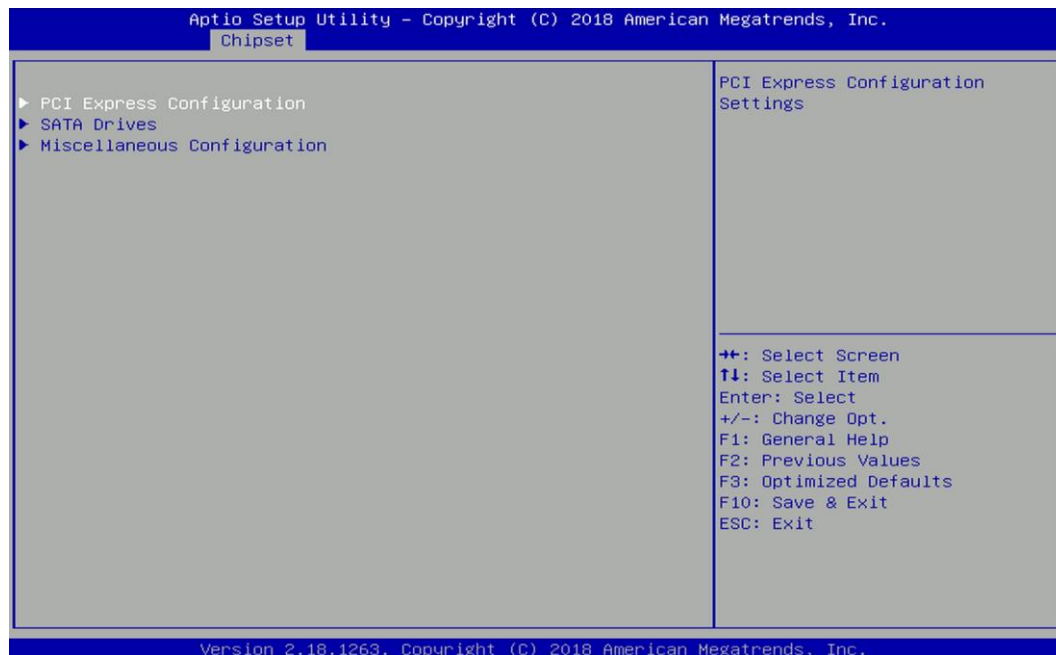 Aptio Setup Utility – Copyright (C) 2018 American Megatrends, Inc.
Chipset
▶ PCI Express Configuration
▶ SATA Drives
▶ Miscellaneous Configuration
PCI Express Configuration
Settings
→←: Select Screen
↑↓: Select Item
Enter: Select
+/-: Change Opt.
F1: General Help
F2: Previous Values
F3: Optimized Defaults
F10: Save & Exit
ESC: Exit
Version 2.18.1263. Copyright (C) 2018 American Megatrends, Inc.